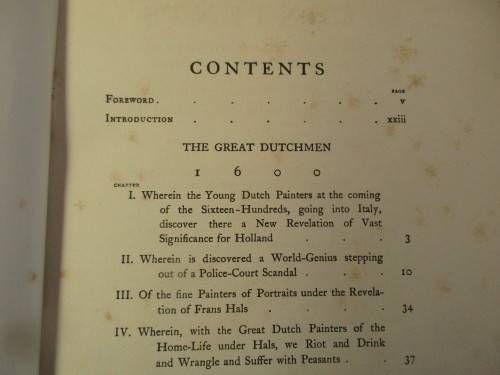 CONTENTS
PAGE
FOREWORD . . . . . . . v
INTRODUCTION . . . . . . xxiii
THE GREAT DUTCHMEN
1 6 0 0
CHAPTER
I. Wherein the Young Dutch Painters at the coming
of the Sixteen-Hundreds, going into Italy,
discover there a New Revelation of Vast
Significance for Holland . . . 3
II. Wherein is discovered a World-Genius stepping
out of a Police-Court Scandal . . . 10
III. Of the fine Painters of Portraits under the Revela-
tion of Frans Hals . . . . 34
IV. Wherein, with the Great Dutch Painters of the
Home-Life under Hals, we Riot and Drink
and Wrangle and Suffer with Peasants . . 37